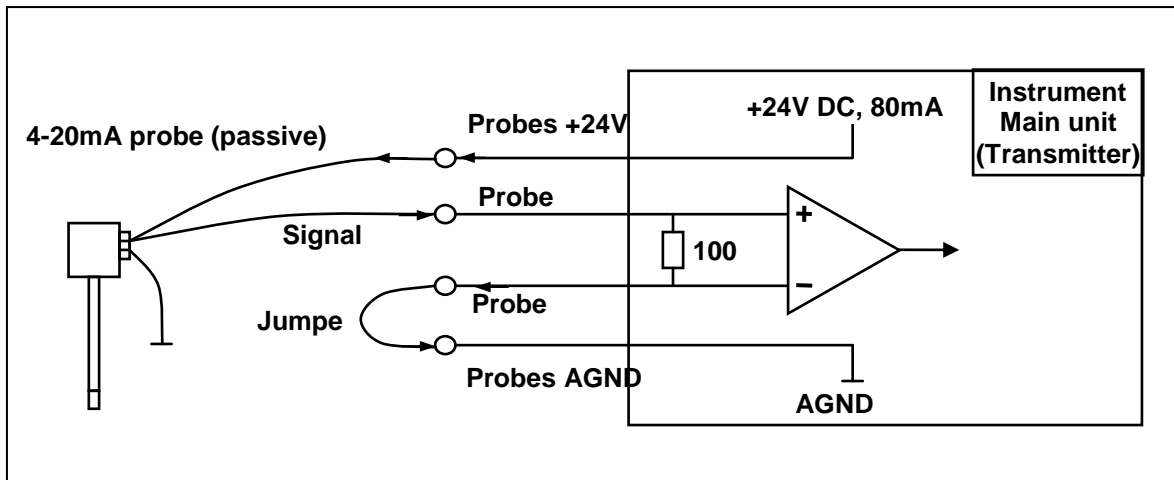 4-20mA probe (passive)
Probes +24V
+24V DC, 80mA
Instrument
Main unit
(Transmitter)
Probe
Signal
+
100
−
Probe
Jumpe
Probes AGND
AGND